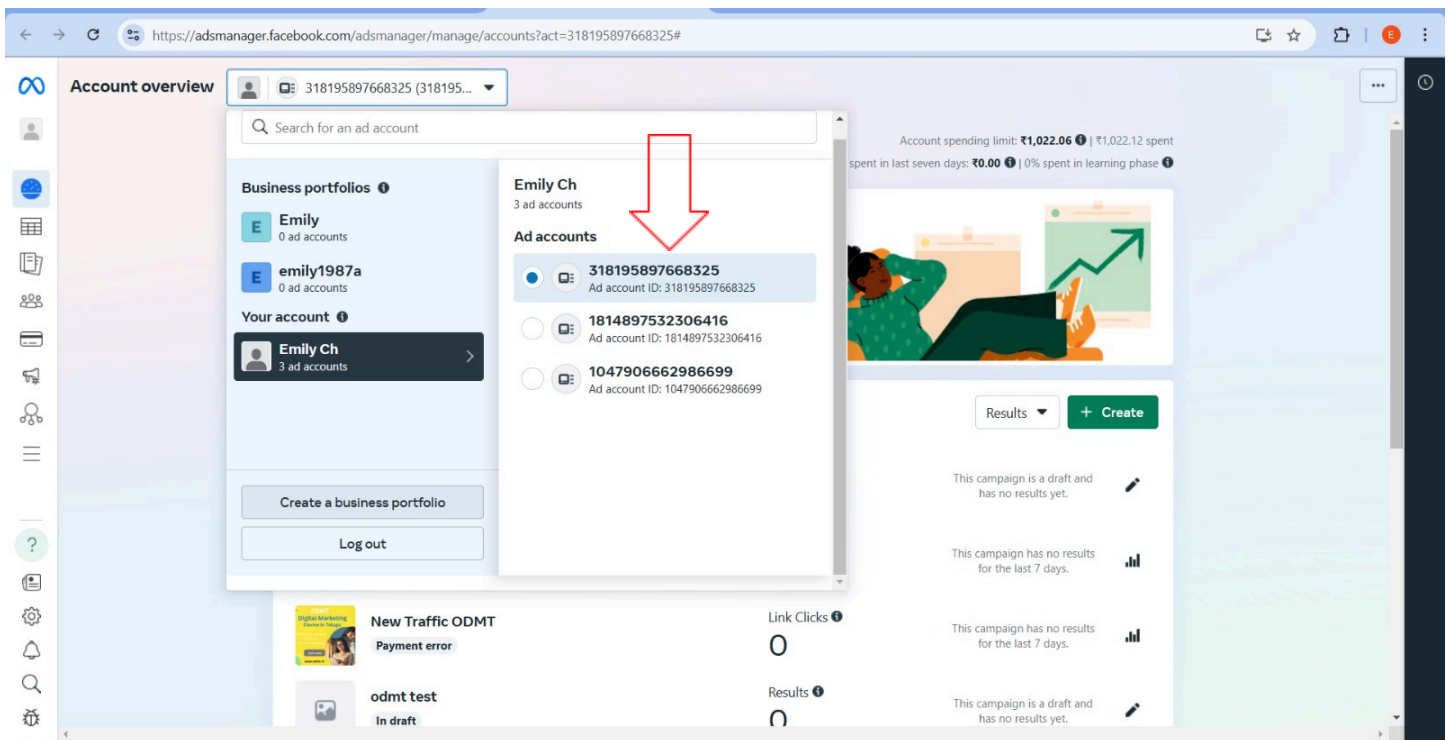 https://adsmanager.facebook.com/adsmanager/manage/accounts?act=318195897668325#
E
Account overview
318195897668325 (318195...
Search for an ad account
Account spending limit: ₹1,022.06 | ₹1,022.12 spent
spent in last seven days: ₹0.00 | 0% spent in learning phase
Business portfolios
E
Emily
0 ad accounts
E
emily1987a
0 ad accounts
Your account
Emily Ch
3 ad accounts
Create a business portfolio
Log out
Emily Ch
3 ad accounts
Ad accounts
318195897668325
Ad account ID: 318195897668325
1814897532306416
Ad account ID: 1814897532306416
1047906662986699
Ad account ID: 1047906662986699
Results
+ Create
This campaign is a draft and
has no results yet.
This campaign has no results
for the last 7 days.
Digital Marketing
New Traffic ODMT
Payment error
Link Clicks
0
This campaign has no results
for the last 7 days.
odmt test
In draft
Results
0
This campaign is a draft and
has no results yet.